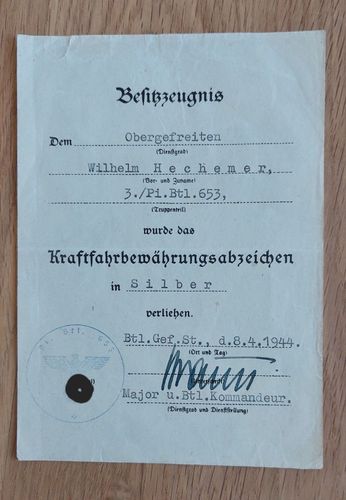 Besitzzeugnis
Dem Obergefreiten
(Dienstgrad)
Wilhelm Hechemer,
(Vor- und Zuname)
3./Pi.Btl.653,
(Truppenteil)
wurde das
Kraftfahrbewährungsabzeichen
in Silber
verliehen.
Btl.Gef.St., d.8.4.1944.
(Ort und Tag)
(Unterschrift)
Major u.Btl.Kommandeur.
(Dienstgrad und Dienststellung)